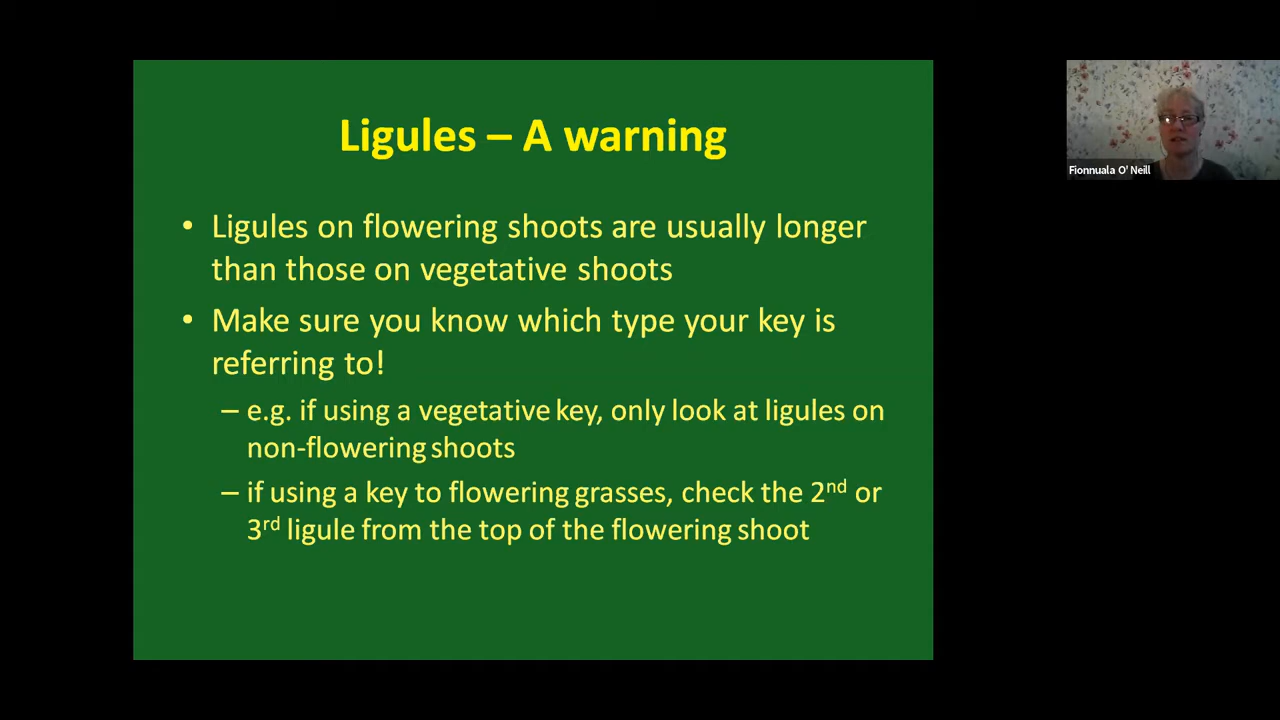 Ligules – A warning
• Ligules on flowering shoots are usually longer
than those on vegetative shoots
• Make sure you know which type your key is
referring to!
– e.g. if using a vegetative key, only look at ligules on
non-flowering shoots
– if using a key to flowering grasses, check the 2nd or
3rd ligule from the top of the flowering shoot
Fionnuala O' Neill